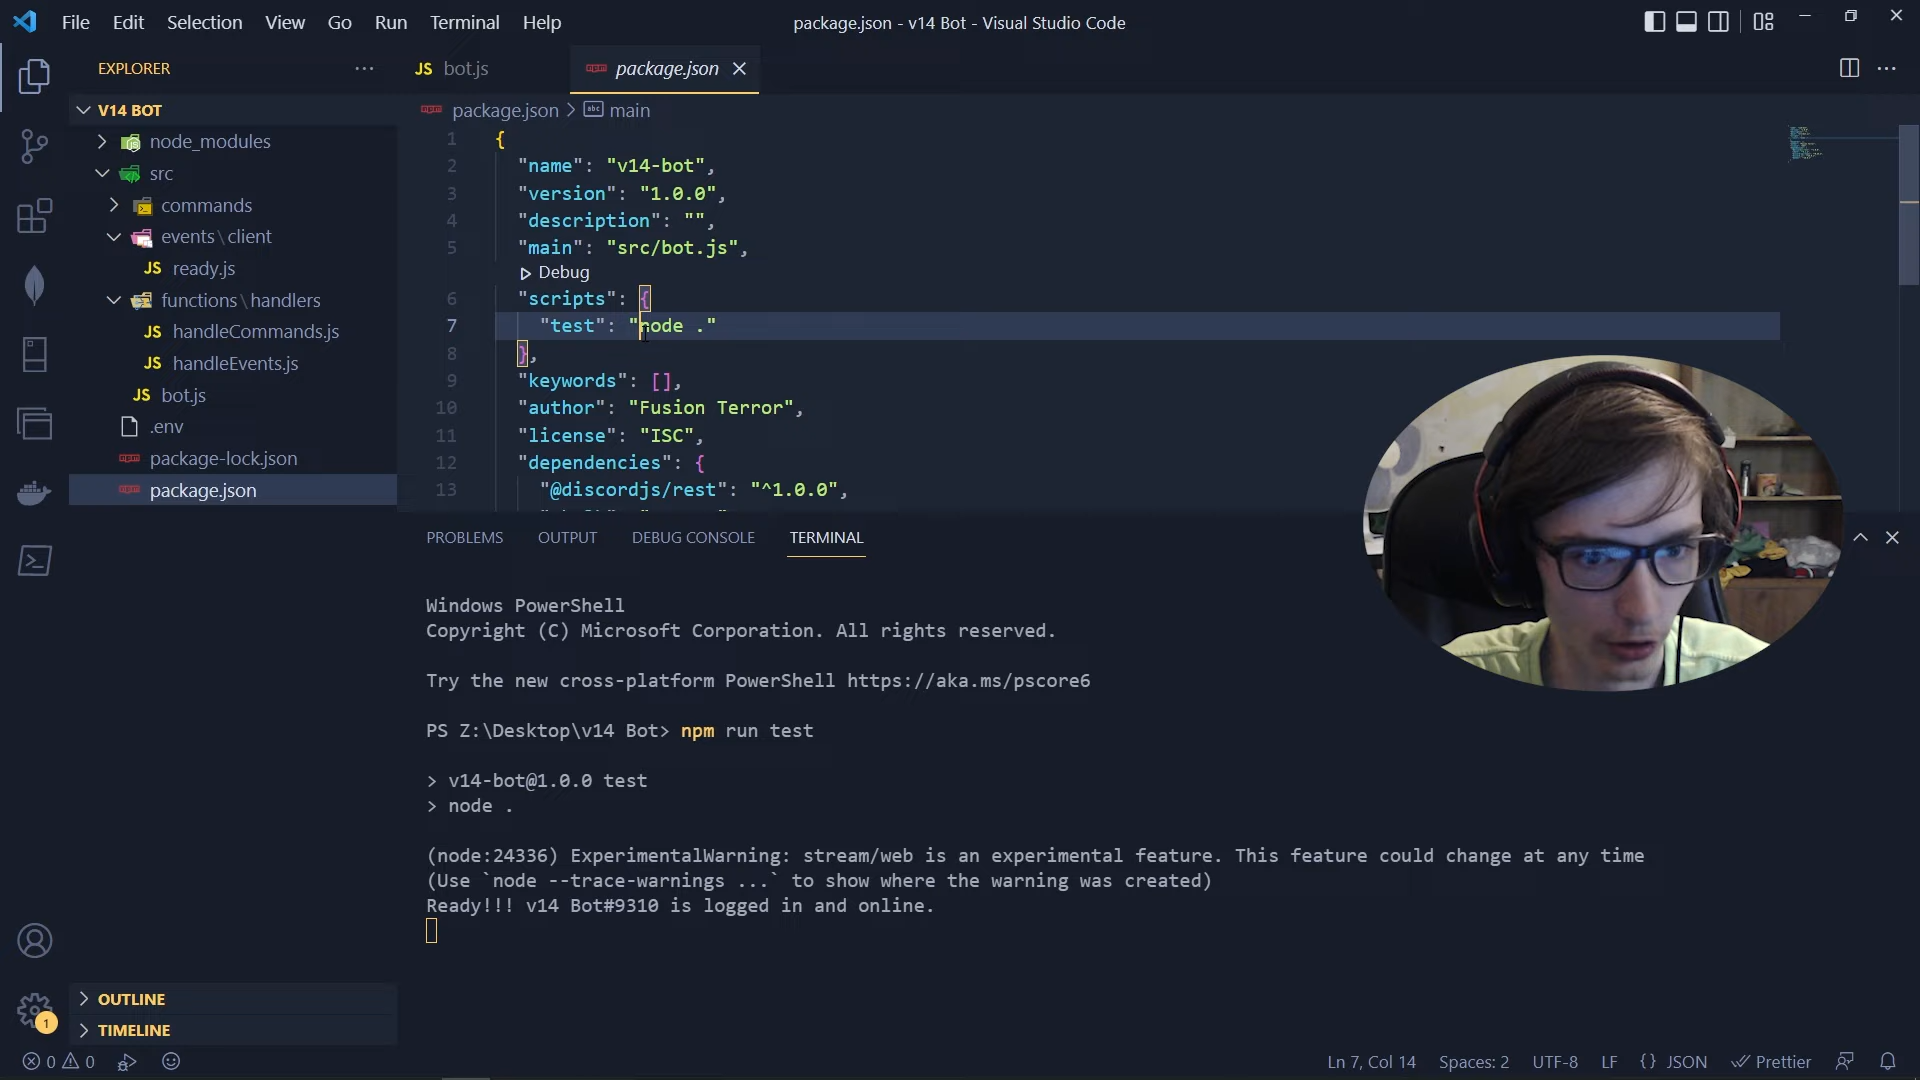 File Edit Selection View Go Run Terminal Help
package.json - v14 Bot - Visual Studio Code
EXPLORER
V14 BOT
node_modules
src
commands
events\client
JS ready.js
functions\handlers
JS handleCommands.js
JS handleEvents.js
JS bot.js
.env
package-lock.json
package.json
OUTLINE
TIMELINE
JS bot.js
package.json
package.json > abc main
1 {
2 "name": "v14-bot",
3 "version": "1.0.0",
4 "description": "",
5 "main": "src/bot.js",
Debug
6 "scripts": {
7 "test": "node ."
8 },
9 "keywords": [],
10 "author": "Fusion Terror",
11 "license": "ISC",
12 "dependencies": {
13 "@discordjs/rest": "^1.0.0",
PROBLEMS OUTPUT DEBUG CONSOLE TERMINAL
Windows PowerShell
Copyright (C) Microsoft Corporation. All rights reserved.
Try the new cross-platform PowerShell https://aka.ms/pscore6
PS Z:\Desktop\v14 Bot> npm run test
> v14-bot@1.0.0 test
> node .
(node:24336) ExperimentalWarning: stream/web is an experimental feature. This feature could change at any time
(Use `node --trace-warnings ...` to show where the warning was created)
Ready!!! v14 Bot#9310 is logged in and online.
1
0 0
Ln 7, Col 14 Spaces: 2 UTF-8 LF {} JSON Prettier